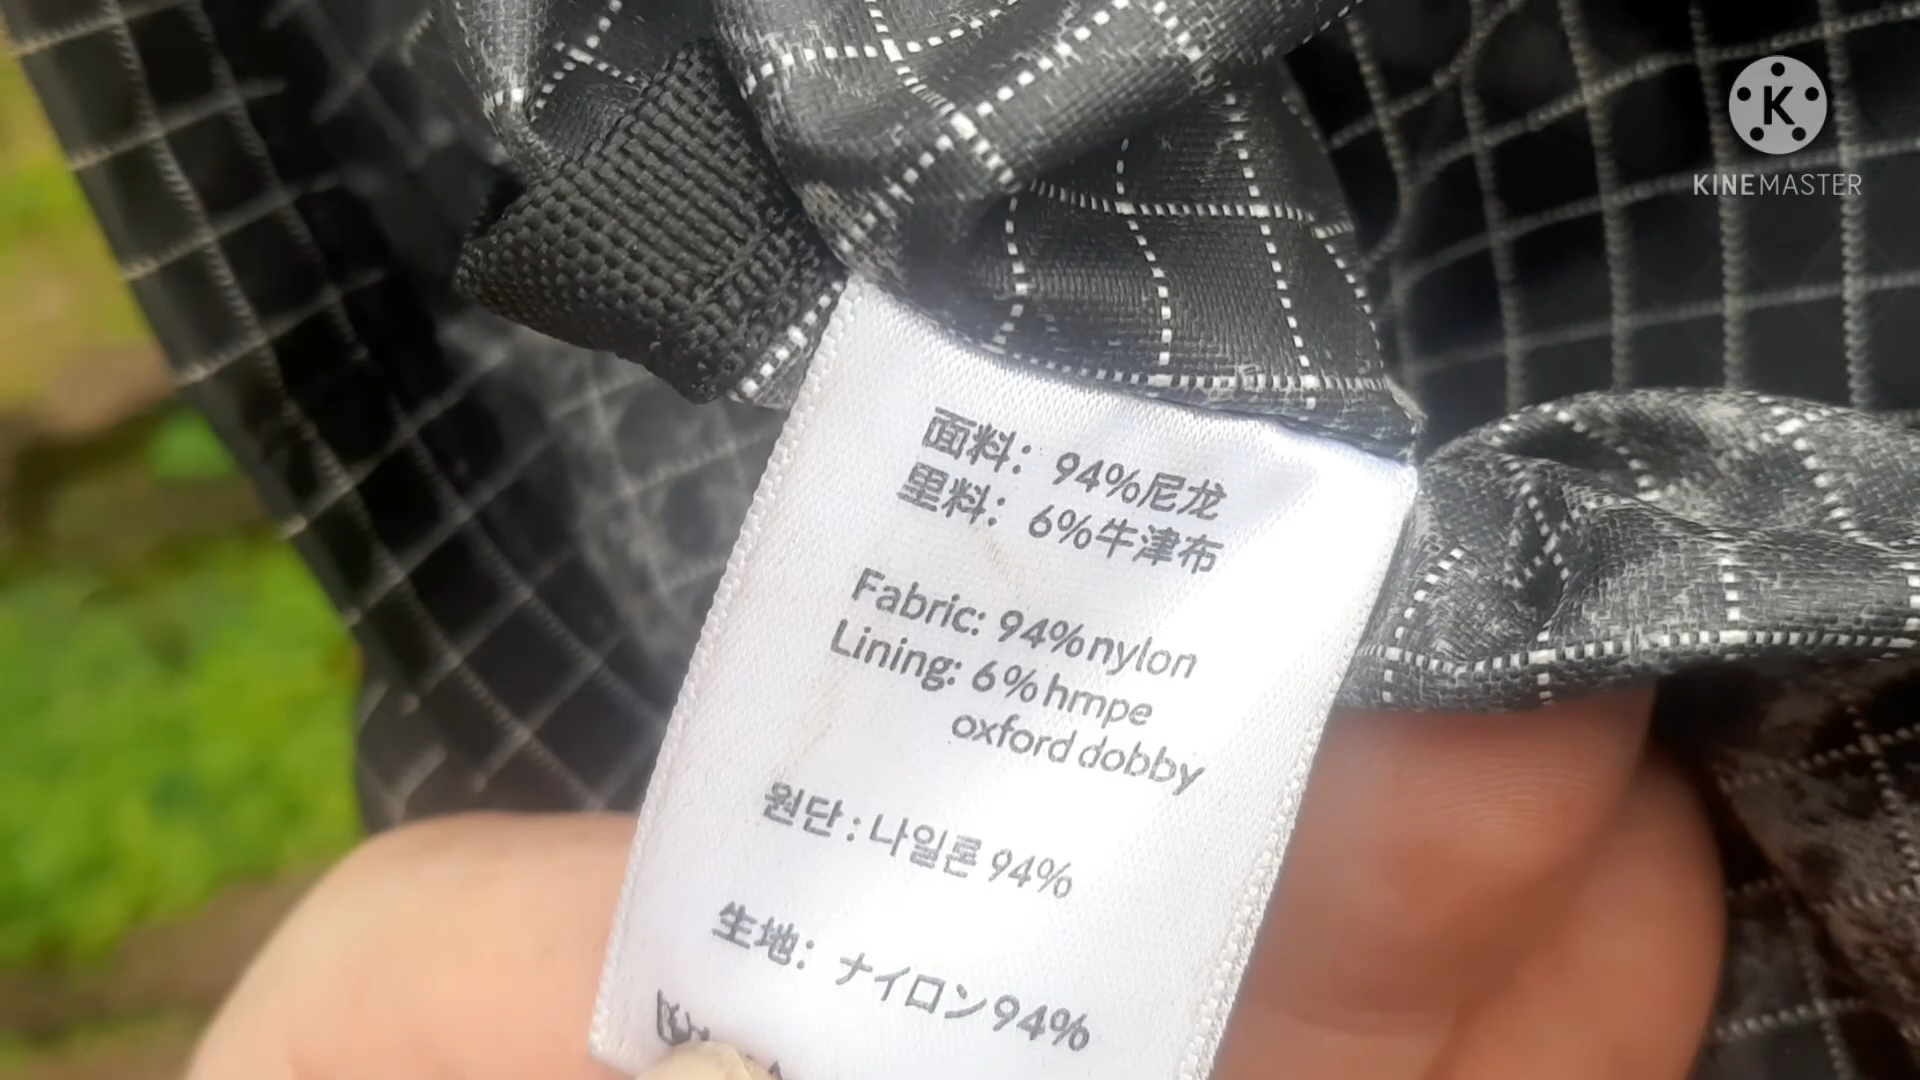 K
KINEMASTER
面料：94%尼龙
里料：6%牛津布
Fabric: 94%nylon
Lining: 6%hmpe
oxford dobby
원단 : 나일론 94%
生地：ナイロン94%